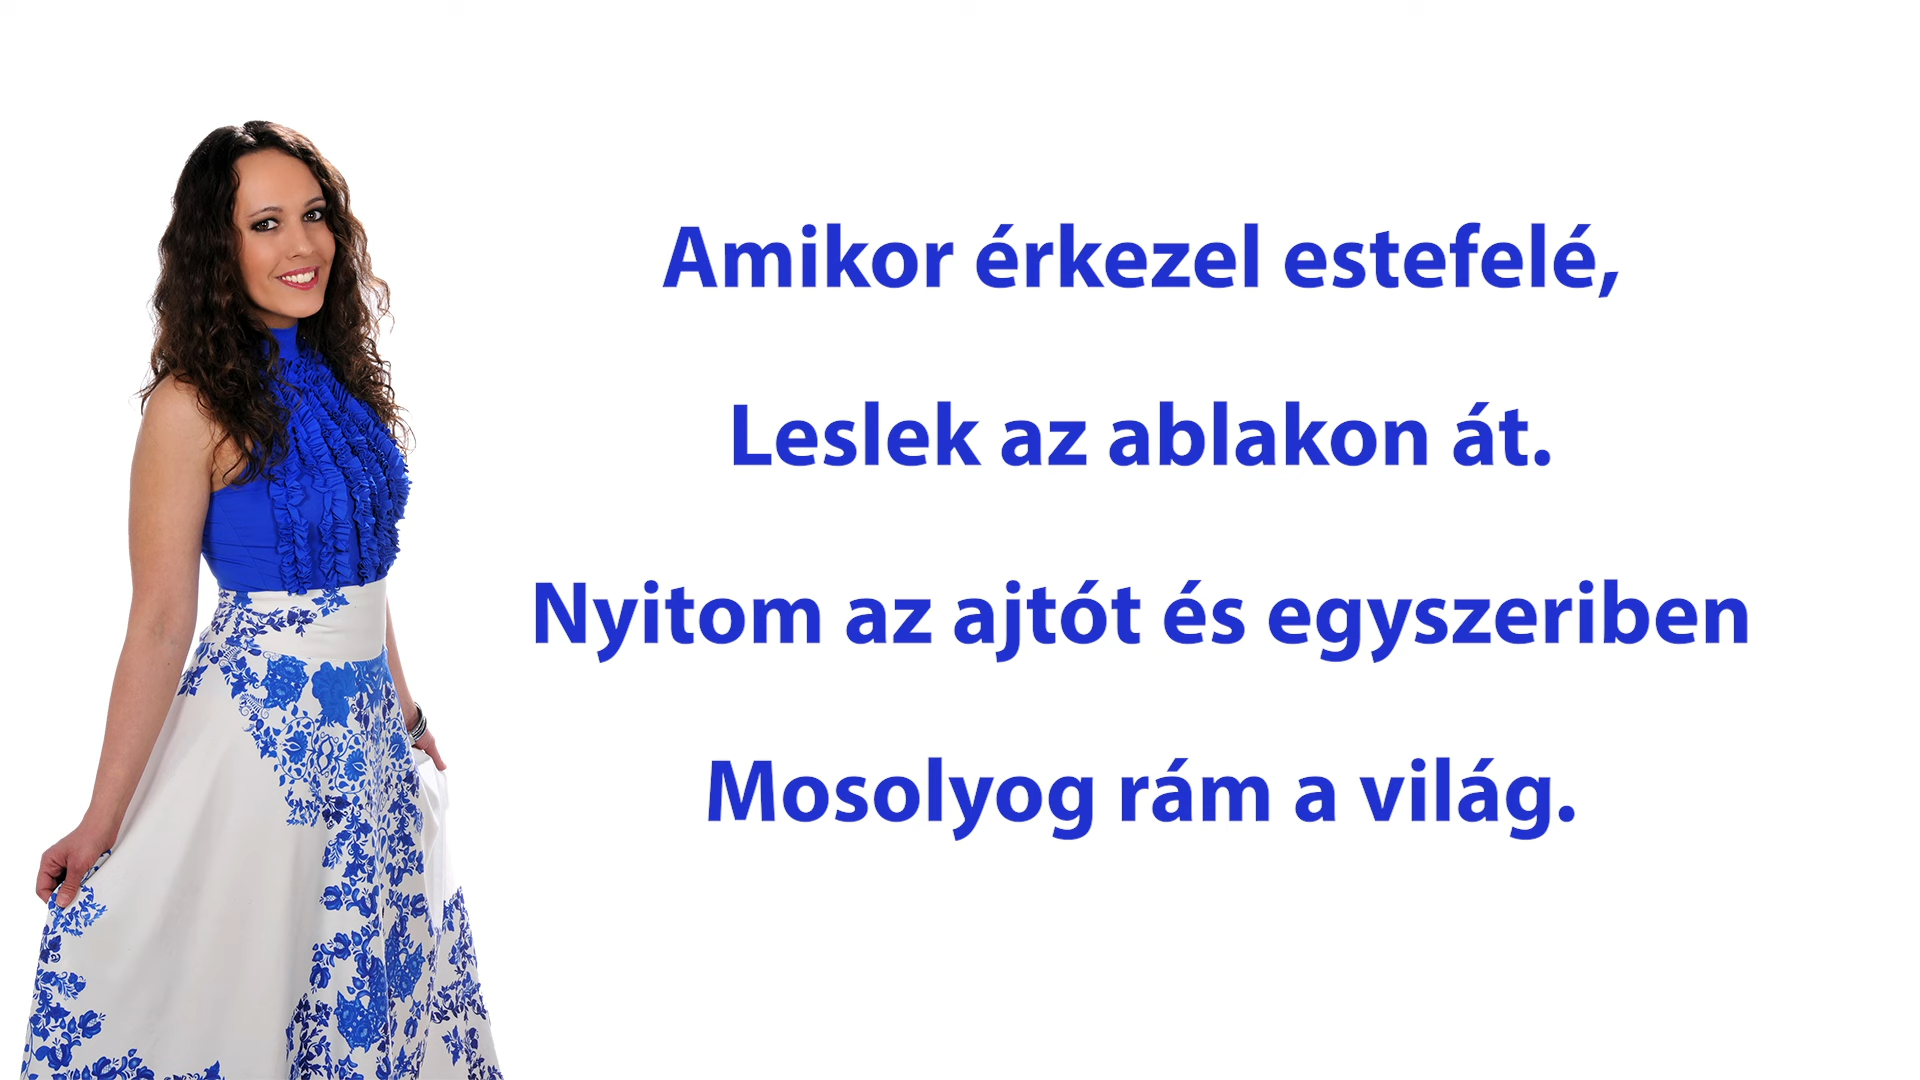 Amikor érkezel estefelé,
Leslek az ablakon át.
Nyitom az ajtót és egyszeriben
Mosolyog rám a világ.